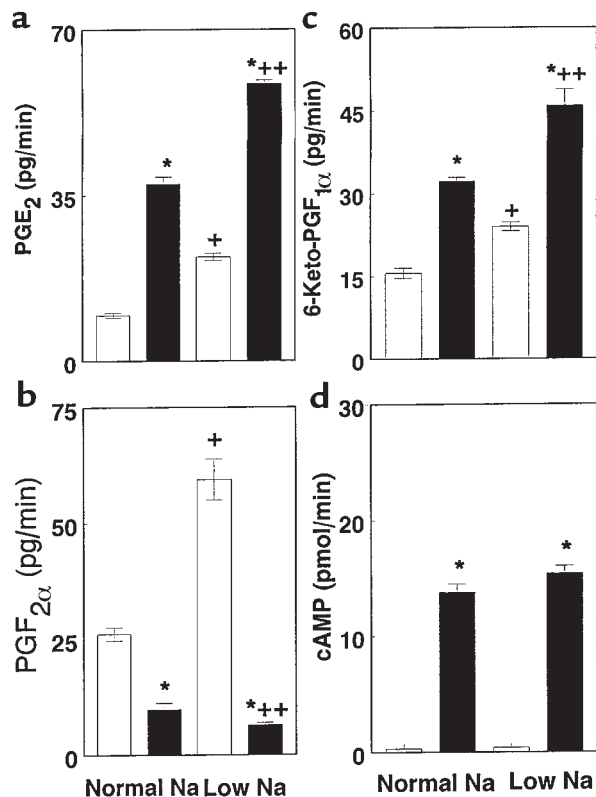 a
70
35
0
PGE2 (pg/min)
*
+
*++
c
60
45
30
15
0
6-Keto-PGF1α (pg/min)
*
+
*++
b
75
50
25
0
PGF2α (pg/min)
*
+
*++
Normal Na Low Na
d
30
20
10
0
cAMP (pmol/min)
*
*
Normal Na Low Na